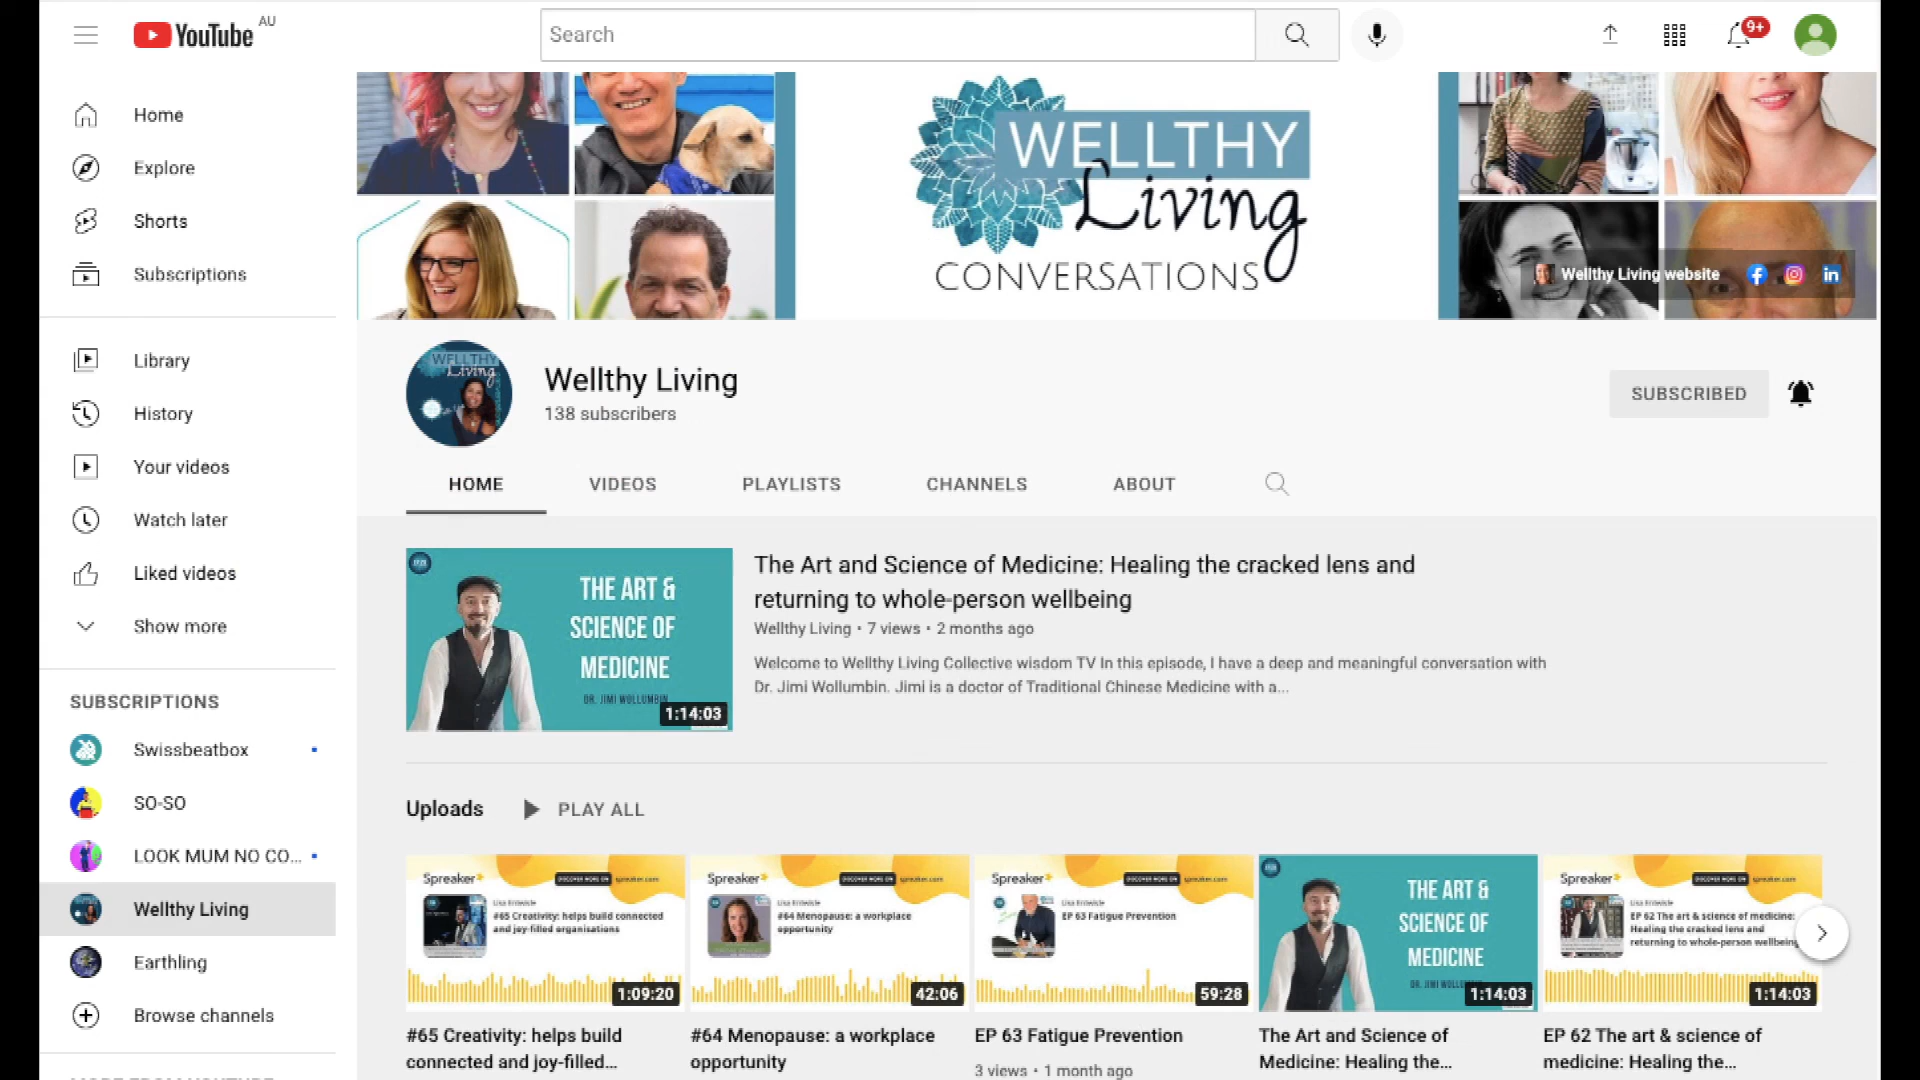 YouTube AU
Search
9+
Home
Explore
Shorts
Subscriptions
Library
History
Your videos
Watch later
Liked videos
Show more
SUBSCRIPTIONS
Swissbeatbox
SO-SO
LOOK MUM NO CO...
Wellthy Living
Earthling
Browse channels
WELLTHY
Living
CONVERSATIONS
Wellthy Living website
WELLTHY
Living
Wellthy Living
138 subscribers
SUBSCRIBED
HOME VIDEOS PLAYLISTS CHANNELS ABOUT
THE ART &
SCIENCE OF
MEDICINE
DR. JIMI WOLLUMBIN
1:14:03
The Art and Science of Medicine: Healing the cracked lens and
returning to whole-person wellbeing
Wellthy Living • 7 views • 2 months ago
Welcome to Wellthy Living Collective wisdom TV In this episode, I have a deep and meaningful conversation with
Dr. Jimi Wollumbin. Jimi is a doctor of Traditional Chinese Medicine with a...
Uploads PLAY ALL
Spreaker DISCOVER MORE ON spreaker.com
Lisa Entwisle
#65 Creativity: helps build connected
and joy-filled organisations
1:09:20
#65 Creativity: helps build
connected and joy-filled...
Spreaker DISCOVER MORE ON spreaker.com
Lisa Entwisle
#64 Menopause: a workplace
opportunity
42:06
#64 Menopause: a workplace
opportunity
Spreaker DISCOVER MORE ON spreaker.com
Lisa Entwisle
EP 63 Fatigue Prevention
59:28
EP 63 Fatigue Prevention
3 views • 1 month ago
THE ART &
SCIENCE OF
MEDICINE
1:14:03
The Art and Science of
Medicine: Healing the...
Spreaker DISCOVER MORE ON spreaker.com
Lisa Entwisle
EP 62 The art & science of medicine:
Healing the cracked lens and
returning to whole-person wellbeing
1:14:03
EP 62 The art & science of
medicine: Healing the...